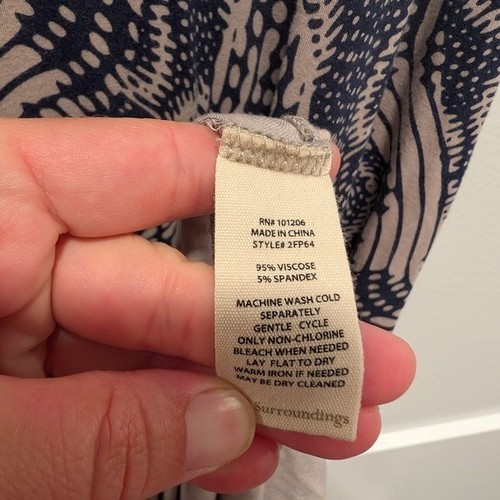 RN# 101206
MADE IN CHINA
STYLE# 2FP64
95% VISCOSE
5% SPANDEX
MACHINE WASH COLD
SEPARATELY
GENTLE CYCLE
ONLY NON-CHLORINE
BLEACH WHEN NEEDED
LAY FLAT TO DRY
WARM IRON IF NEEDED
MAY BE DRY CLEANED
Surroundings